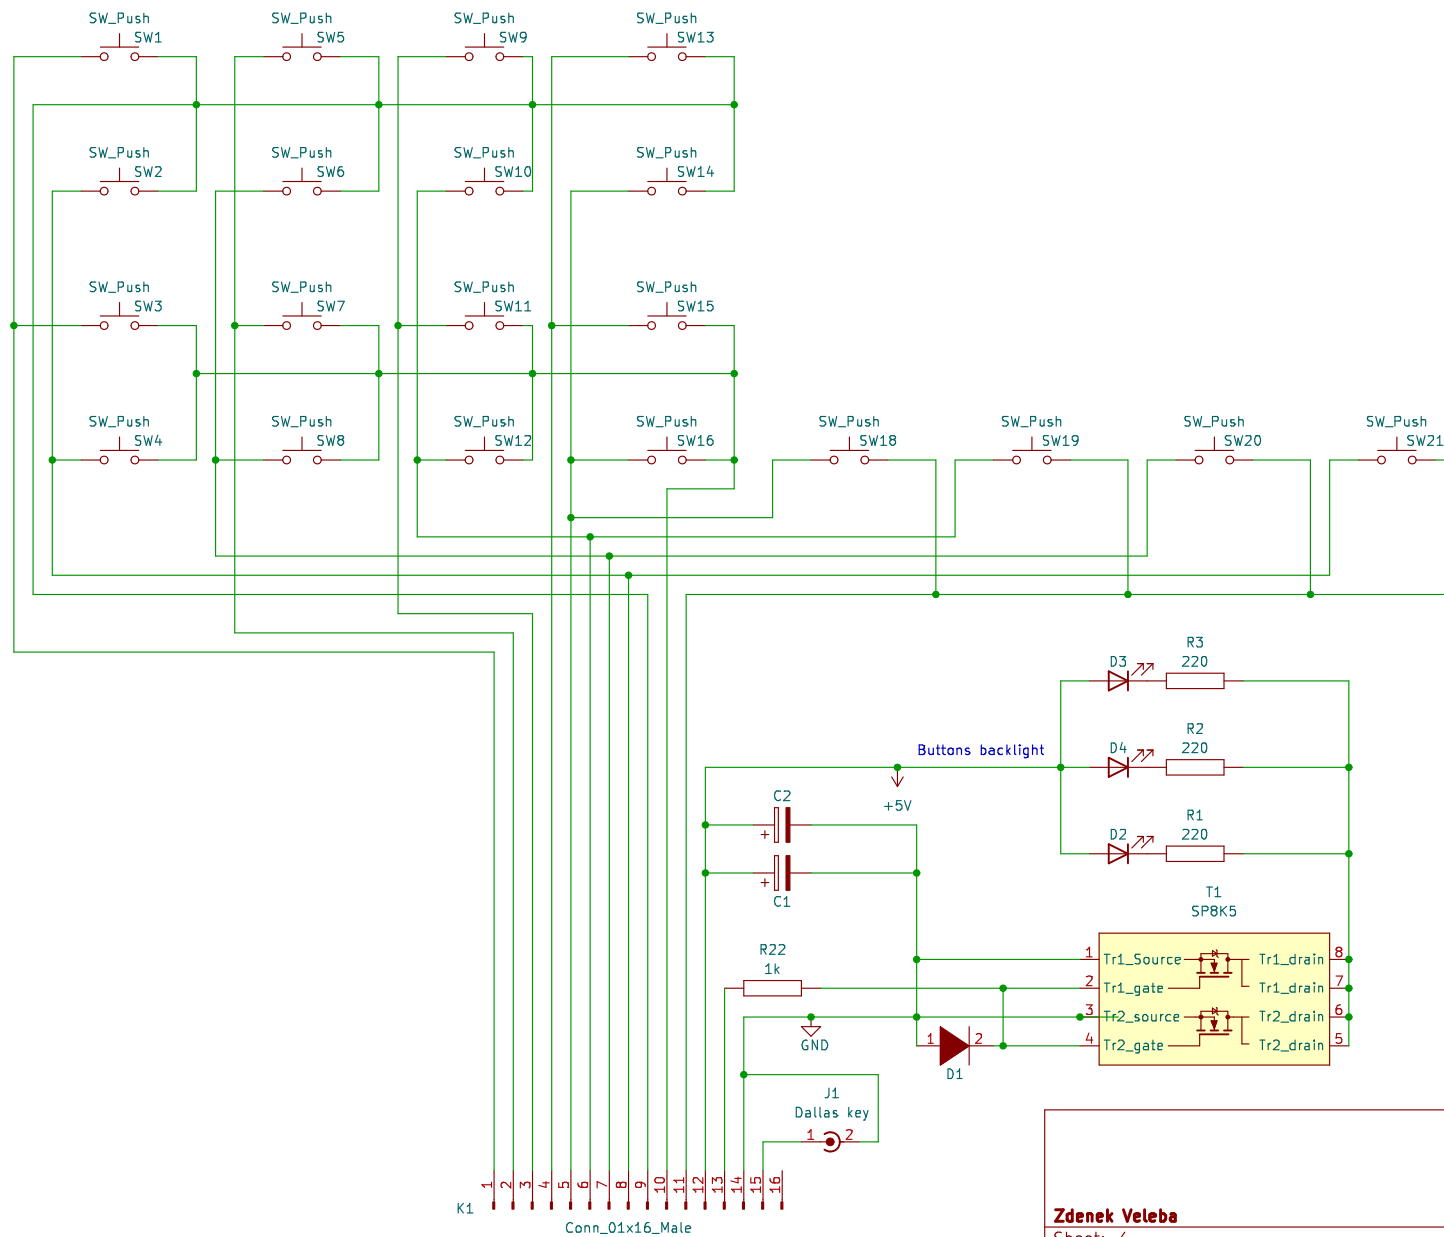 SW_Push SW_Push SW_Push SW_Push
SW1 SW5 SW9 SW13
SW_Push SW_Push SW_Push SW_Push
SW2 SW6 SW10 SW14
SW_Push SW_Push SW_Push SW_Push
SW3 SW7 SW11 SW15
SW_Push SW_Push SW_Push SW_Push SW_Push SW_Push SW_Push SW_Push
SW4 SW8 SW12 SW16 SW18 SW19 SW20 SW21
R3
D3 220
R2
Buttons backlight D4 220
C2 +5V
+
R1
D2 220
+
C1
T1
SP8K5
R22
1k
1 Tr1_Source Tr1_drain 8
2 Tr1_gate Tr1_drain 7
3 Tr2_source Tr2_drain 6
4 Tr2_gate Tr2_drain 5
GND
1 2
D1
J1
Dallas key
1 2
1 2 3 4 5 6 7 8 9 10 11 12 13 14 15 16
K1
Conn_01x16_Male
Zdenek Veleba
Sheet: /